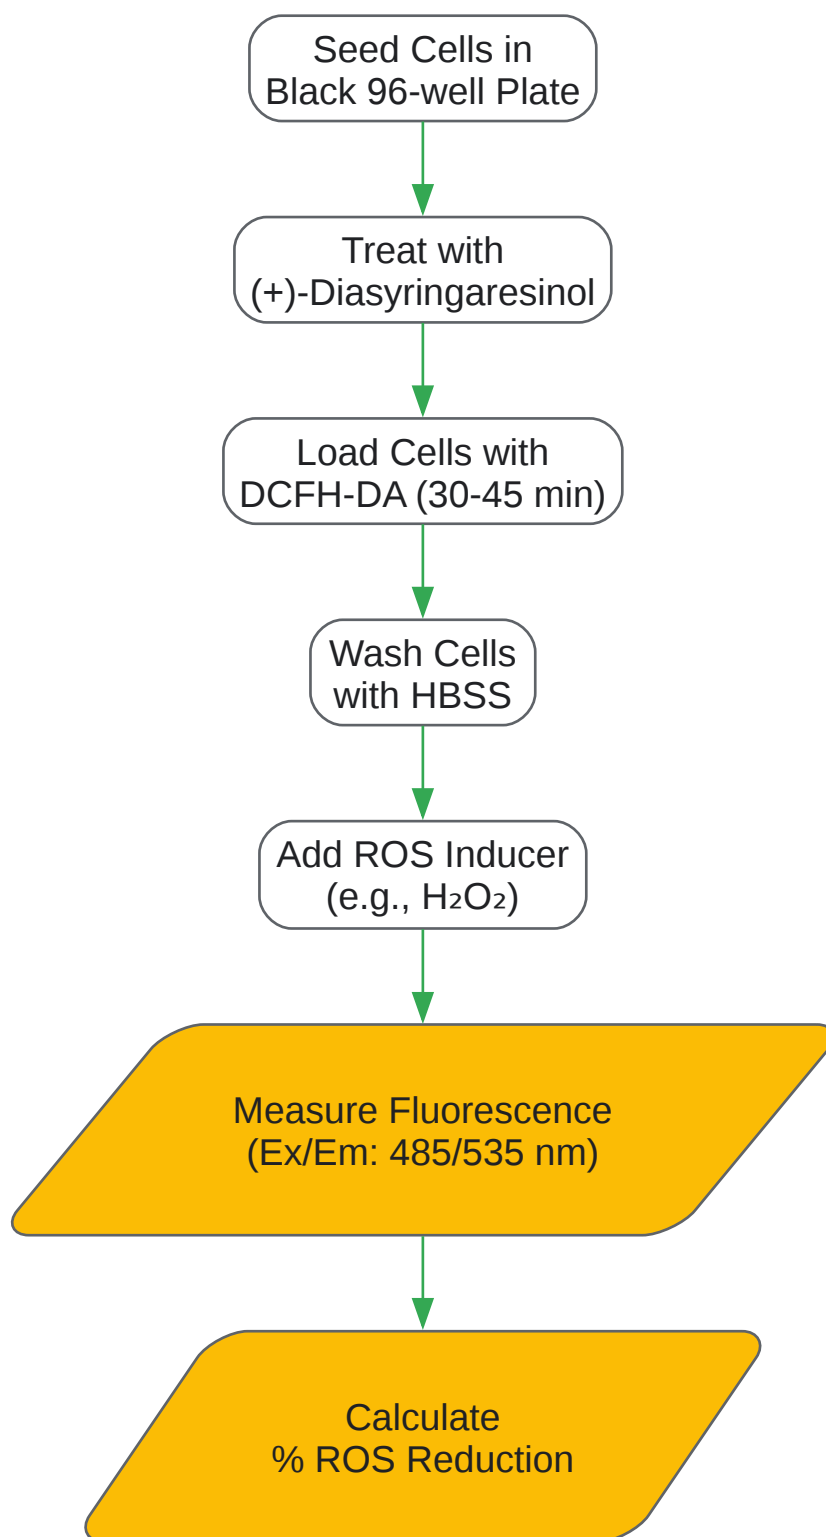 Seed Cells in
Black 96-well Plate
Treat with
(+)-Diasyringaresinol
Load Cells with
DCFH-DA (30-45 min)
Wash Cells
with HBSS
Add ROS Inducer
(e.g., H₂O₂)
Measure Fluorescence
(Ex/Em: 485/535 nm)
Calculate
% ROS Reduction